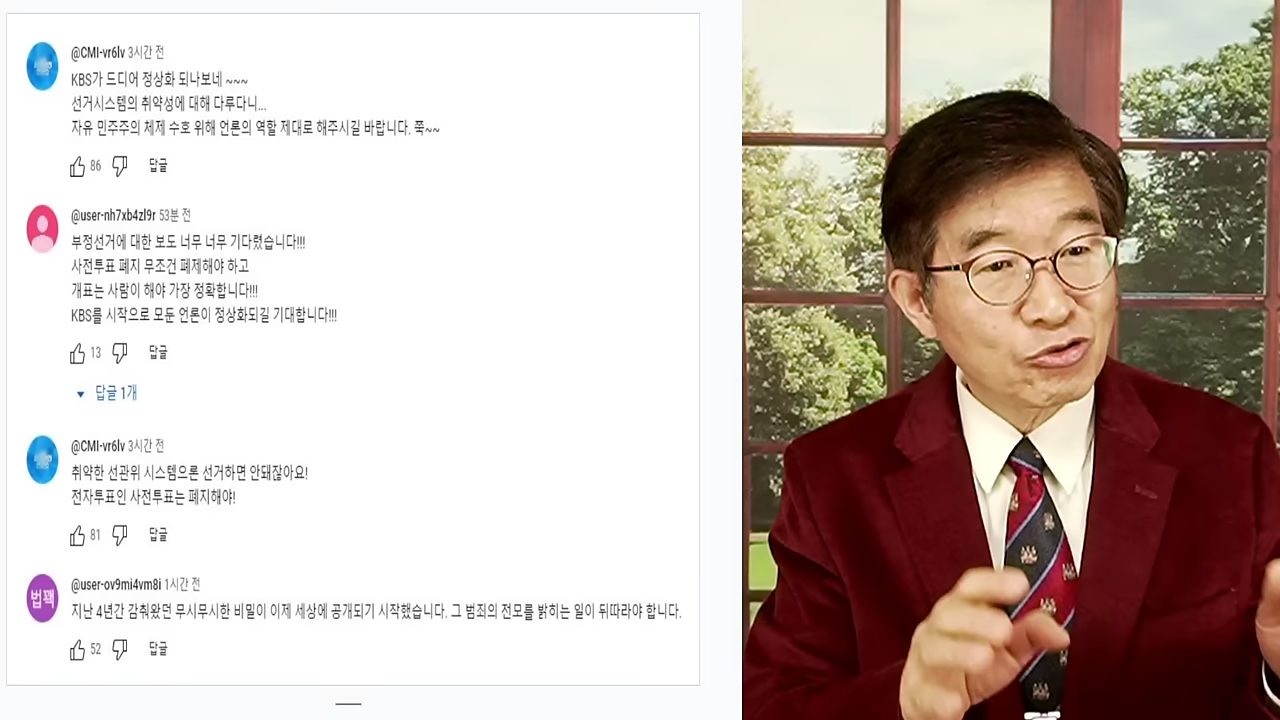 @CMI-vr6lv 3시간 전
KBS가 드디어 정상화 되나보네 ~~~
선거시스템의 취약성에 대해 다루다니...
자유 민주주의 체제 수호 위해 언론의 역할 제대로 해주시길 바랍니다. 쭉~~
86 답글
@user-nh7xb4zl9r 53분 전
부정선거에 대한 보도 너무 너무 기다렸습니다!!!
사전투표 폐지 무조건 폐제해야 하고
개표는 사람이 해야 가장 정확합니다!!!
KBS를 시작으로 모둔 언론이 정상화되길 기대합니다!!!
13 답글
답글 1개
@CMI-vr6lv 3시간 전
취약한 선관위 시스템으론 선거하면 안돼잖아요!
전자투표인 사전투표는 폐지해야!
81 답글
법꽥
@user-ov9mi4vm8i 1시간 전
지난 4년간 감춰왔던 무시무시한 비밀이 이제 세상에 공개되기 시작했습니다. 그 범죄의 전모를 밝히는 일이 뒤따라야 합니다.
52 답글